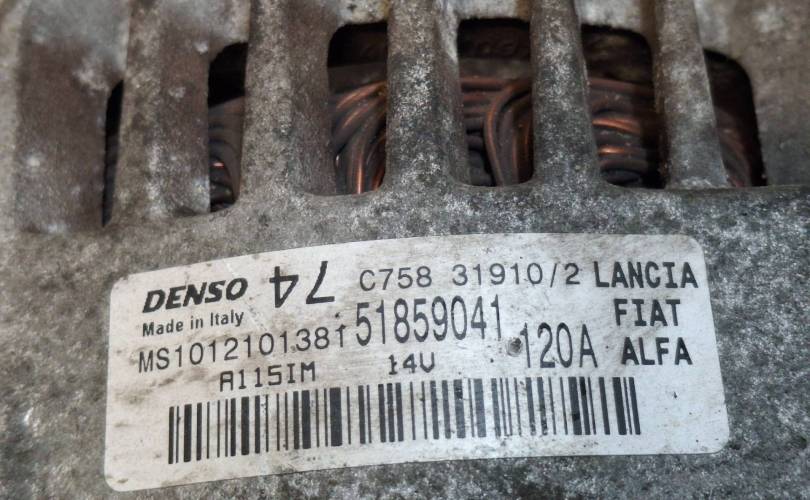 DENSO 74 C758 31910/2 LANCIA
Made in Italy 51859041 FIAT
MS1012101381 120A ALFA
A115IM 14V